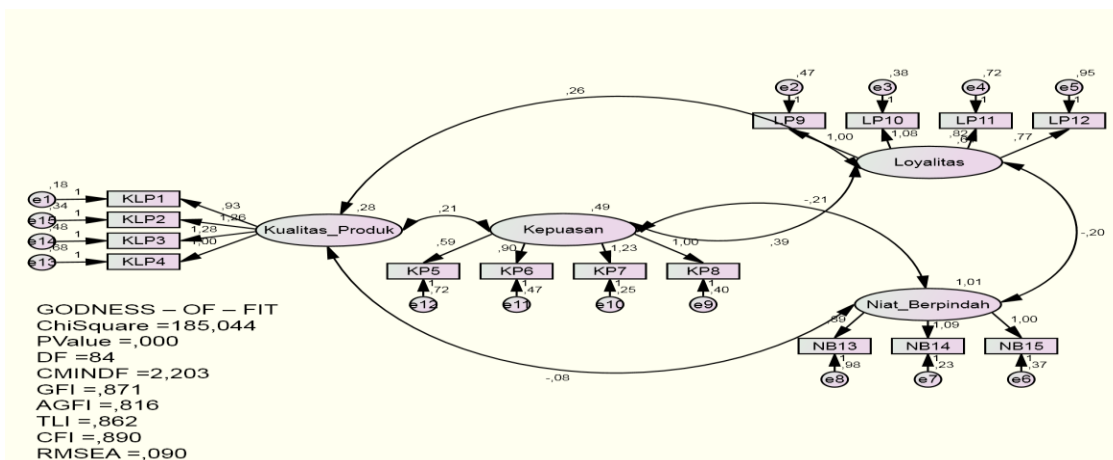 ,47
,38
,72
,95
e2
e3
e4
e5
1
1
1
1
LP9
LP10
LP11
LP12
,26
1,00
1,08
,82
,77
Loyalitas
,18
e1
1
KLP1
,34
e15
1
KLP2
,48
e14
1
KLP3
,68
e13
1
KLP4
,93
1,26
1,28
1,00
,28
Kualitas_Produk
,21
,49
Kepuasan
-,21
,39
-,20
,59
,90
1,23
1,00
KP5
KP6
KP7
KP8
1
1
1
1
,72
,47
,25
,40
e12
e11
e10
e9
1,01
Niat_Berpindah
1,09
1,00
NB13
NB14
NB15
1
1
1
,98
,23
,37
e8
e7
e6
-,08
GODNESS – OF – FIT
ChiSquare =185,044
PValue =,000
DF =84
CMINDF =2,203
GFI =,871
AGFI =,816
TLI =,862
CFI =,890
RMSEA =,090